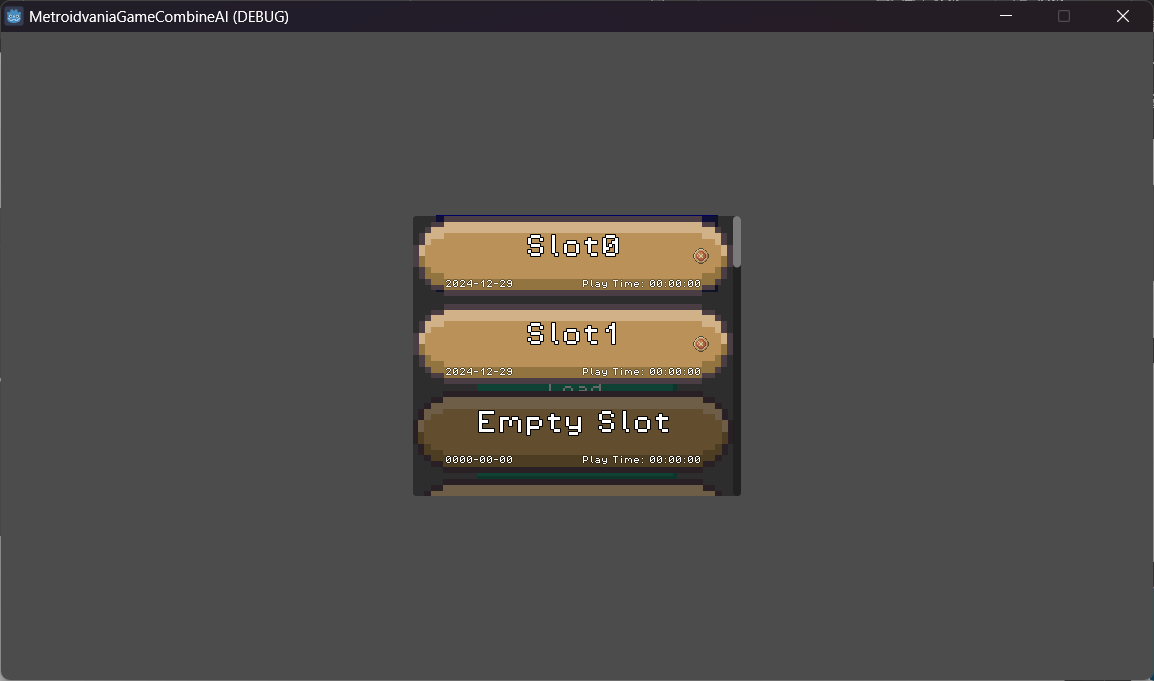 MetroidvaniaGameCombineAI (DEBUG)
Slot0
2024-12-29 Play Time: 00:00:00
Slot1
2024-12-29 Play Time: 00:00:00
Load
Empty Slot
0000-00-00 Play Time: 00:00:00